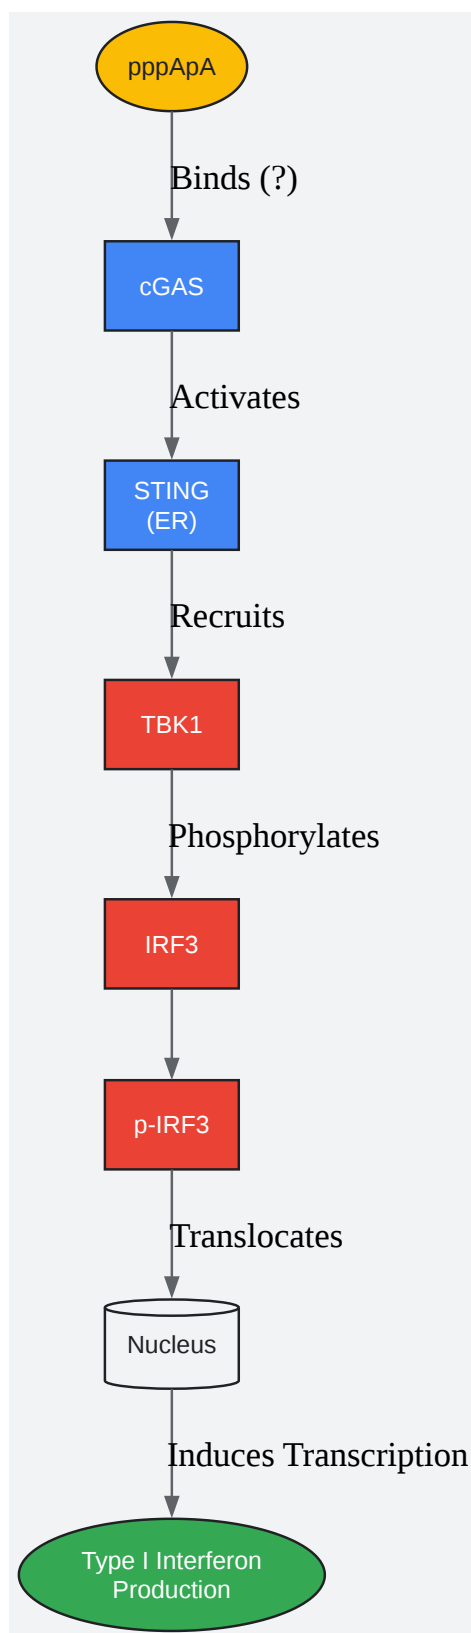 pppApA
Binds (?)
cGAS
Activates
STING
(ER)
Recruits
TBK1
Phosphorylates
IRF3
p-IRF3
Translocates
Nucleus
Induces Transcription
Type I Interferon
Production